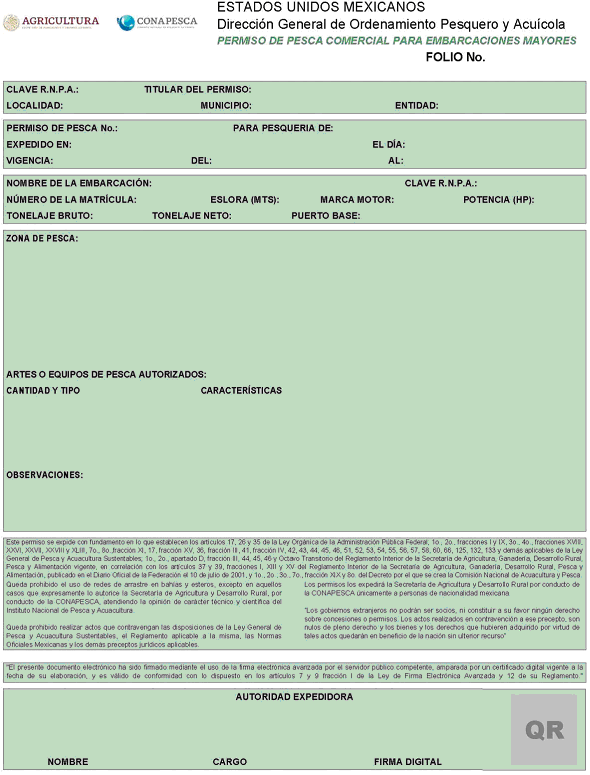 ESTADOS UNIDOS MEXICANOS
AGRICULTURA
CONAPESCA
Dirección General de Ordenamiento Pesquero y Acuícola
PERMISO DE PESCA COMERCIAL PARA EMBARCACIONES MAYORES
FOLIO No.
CLAVE R.N.P.A.: TITULAR DEL PERMISO:
LOCALIDAD: MUNICIPIO: ENTIDAD:
PERMISO DE PESCA No.: PARA PESQUERIA DE:
EXPEDIDO EN: EL DÍA:
VIGENCIA: DEL: AL:
NOMBRE DE LA EMBARCACIÓN: CLAVE R.N.P.A.:
NÚMERO DE LA MATRÍCULA: ESLORA (MTS): MARCA MOTOR: POTENCIA (HP):
TONELAJE BRUTO: TONELAJE NETO: PUERTO BASE:
ZONA DE PESCA:
ARTES O EQUIPOS DE PESCA AUTORIZADOS:
CANTIDAD Y TIPO CARACTERÍSTICAS
OBSERVACIONES:
Este permiso se expide con fundamento en lo que establecen los artículos 17, 26 y 35 de la Ley Orgánica de la Administración Pública Federal, 1o., 2o., fracciones I y IX, 3o., 4o., fracciones XVIII,
XXVI, XXVII, XXVIII y XLIII, 7o., 8o.,fracción XI, 17, fracción XV, 36, fracción III, 41, fracción IV, 42, 43, 44, 45, 46, 51, 52, 53, 54, 55, 56, 57, 58, 60, 66, 125, 132, 133 y demás aplicables de la Ley
General de Pesca y Acuacultura Sustentables; 1o., 2o., apartado D, fracción III, 44, 45, 46 y Octavo Transitorio del Reglamento Interior de la Secretaría de Agricultura, Ganadería, Desarrollo Rural,
Pesca y Alimentación vigente, en correlación con los artículos 37 y 39, fracciones I, XIII y XV del Reglamento Interior de la Secretaría de Agricultura, Ganadería, Desarrollo Rural, Pesca y
Alimentación, publicado en el Diario Oficial de la Federación el 10 julio de 2001, y 1o., 2o .3o., 7o., fracción XIX y 8o. del Decreto por el que se crea la Comisión Nacional de Acuacultura y Pesca.
Queda prohibido el uso de redes de arrastre en bahías y esteros, excepto en aquellos
casos que expresamente lo autorice la Secretaría de Agricultura y Desarrollo Rural, por
conducto de la CONAPESCA, atendiendo la opinión de carácter técnico y científica del
Instituto Nacional de Pesca y Acuacultura
Queda prohibido realizar actos que contravengan las disposiciones de la Ley General de
Pesca y Acuacultura Sustentables, el Reglamento aplicable a la misma, las Normas
Oficiales Mexicanas y los demás preceptos jurídicos aplicables.
Los permisos los expedirá la Secretaría de Agricultura y Desarrollo Rural por conducto de
la CONAPESCA únicamente a personas de nacionalidad mexicana.
"Los gobiernos extranjeros no podrán ser socios, ni constituir a su favor ningún derecho
sobre concesiones o permisos. Los actos realizados en contravención a ese precepto, son
nulos de pleno derecho y los bienes y los derechos que hubieren adquirido por virtud de
tales actos quedarán en beneficio de la nación sin ulterior recurso"
"El presente documento electrónico ha sido firmado mediante el uso de la firma electrónica avanzada por el servidor público competente, amparada por un certificado digital vigente a la
fecha de su elaboración, y es válido de conformidad con lo dispuesto en los artículos 7 y 9 fracción I de la Ley de Firma Electrónica Avanzada y 12 de su Reglamento."
AUTORIDAD EXPEDIDORA
QR
NOMBRE CARGO FIRMA DIGITAL